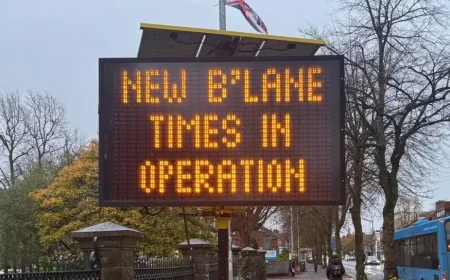 NEW B'LANE
TIMES IN
OPERATION